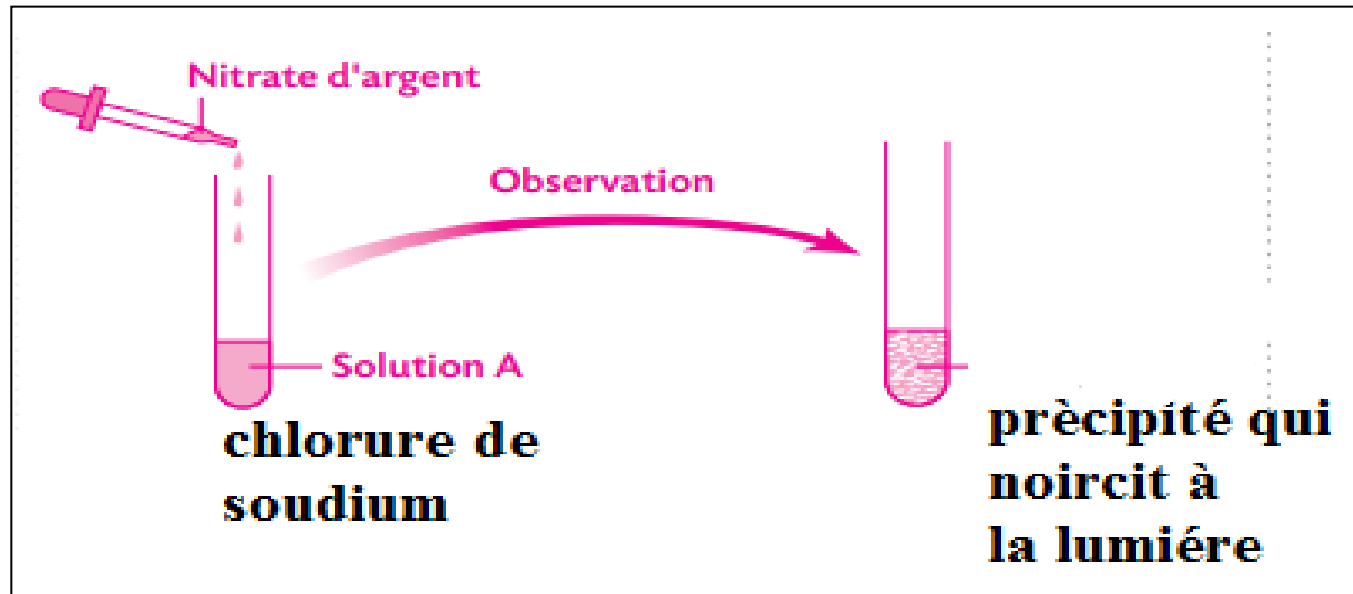 Nitrate d'argent
Observation
Solution A
chlorure de
soudium
prècipité qui
noircit à
la lumiére